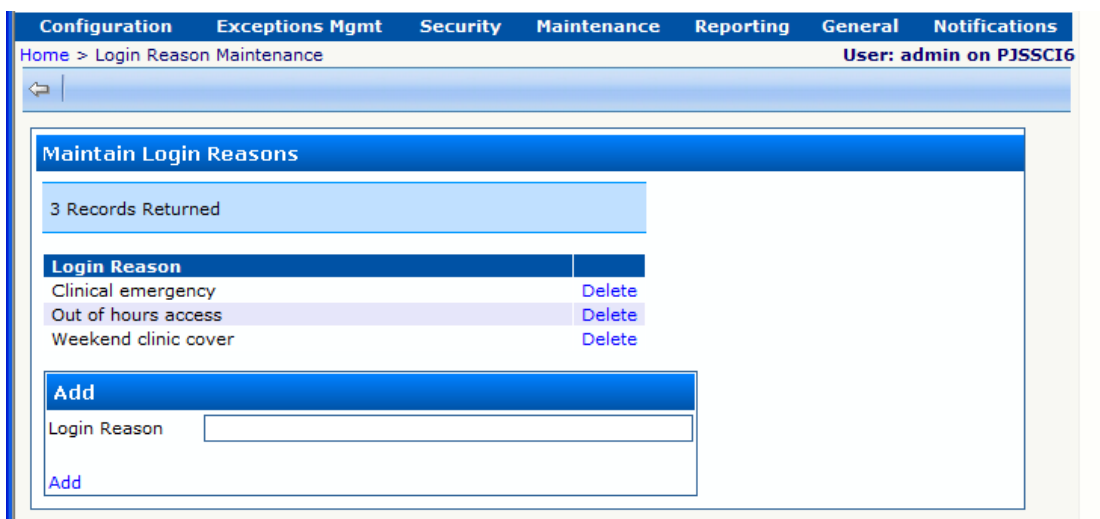 Configuration Exceptions Mgmt Security Maintenance Reporting General Notifications
Home > Login Reason Maintenance User: admin on PJSSCI6
Maintain Login Reasons
3 Records Returned
Login Reason
Clinical emergency Delete
Out of hours access Delete
Weekend clinic cover Delete
Add
Login Reason
Add